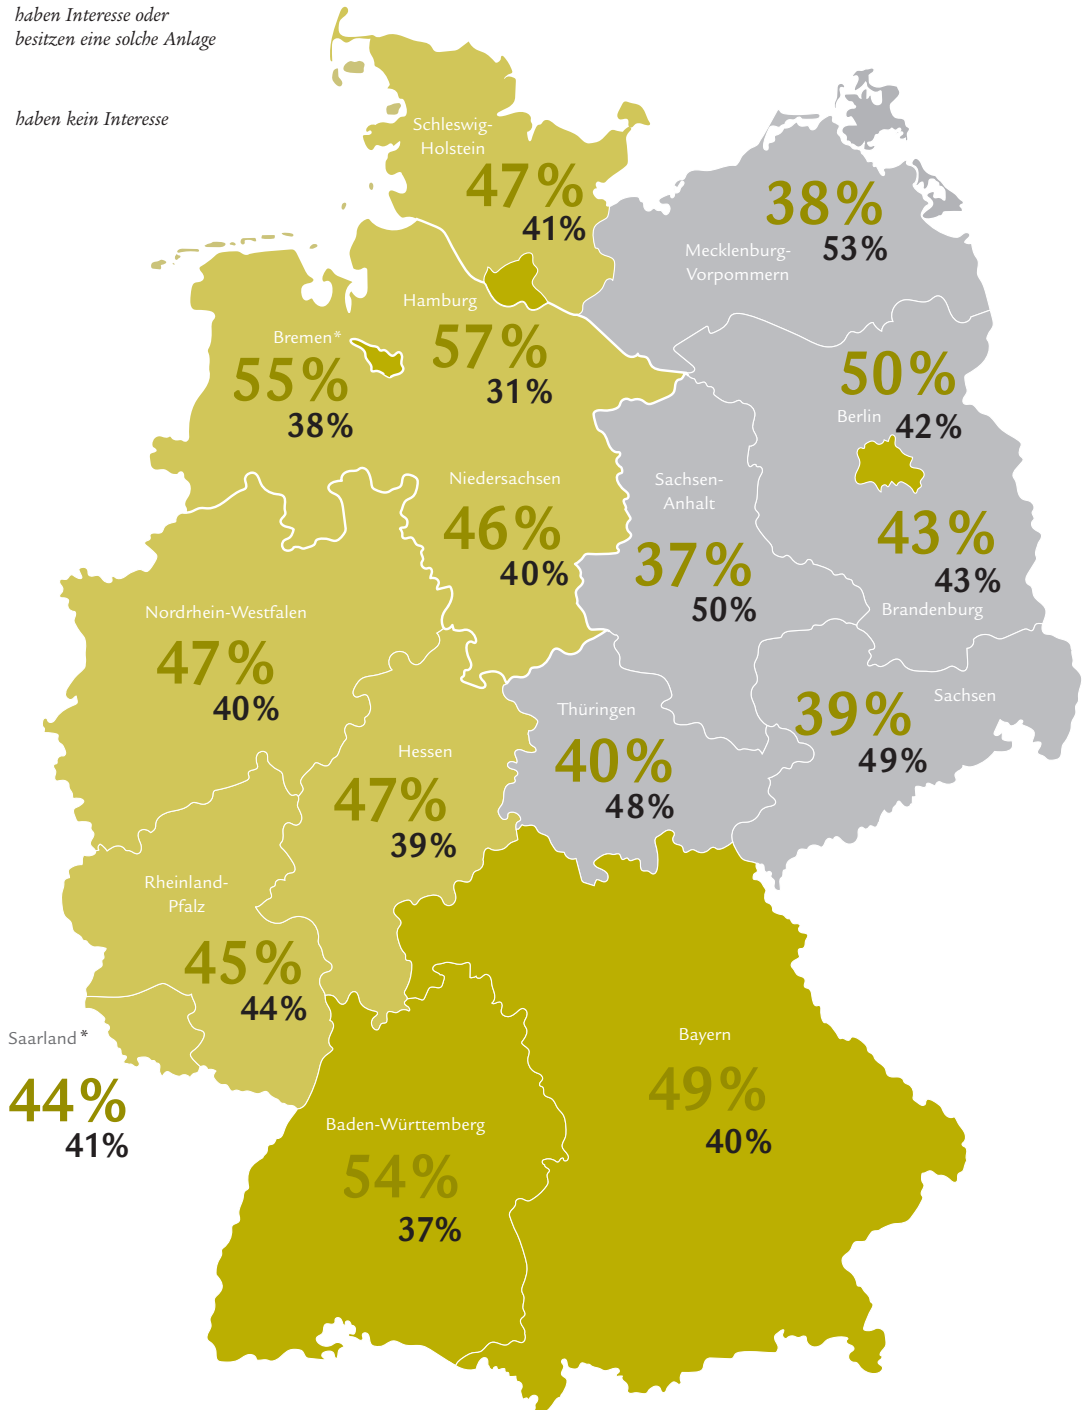 haben Interesse oder
besitzen eine solche Anlage
haben kein Interesse
Schleswig-
Holstein
47%
41%
38%
Mecklenburg-
Vorpommern
53%
Hamburg
57%
31%
Bremen*
55%
38%
50%
Berlin
42%
Niedersachsen
46%
40%
Sachsen-
Anhalt
37%
50%
43%
43%
Brandenburg
Nordrhein-Westfalen
47%
40%
Sachsen
39%
49%
Thüringen
40%
48%
Hessen
47%
39%
Rheinland-
Pfalz
45%
44%
Saarland*
44%
41%
Bayern
49%
40%
Baden-Württemberg
54%
37%